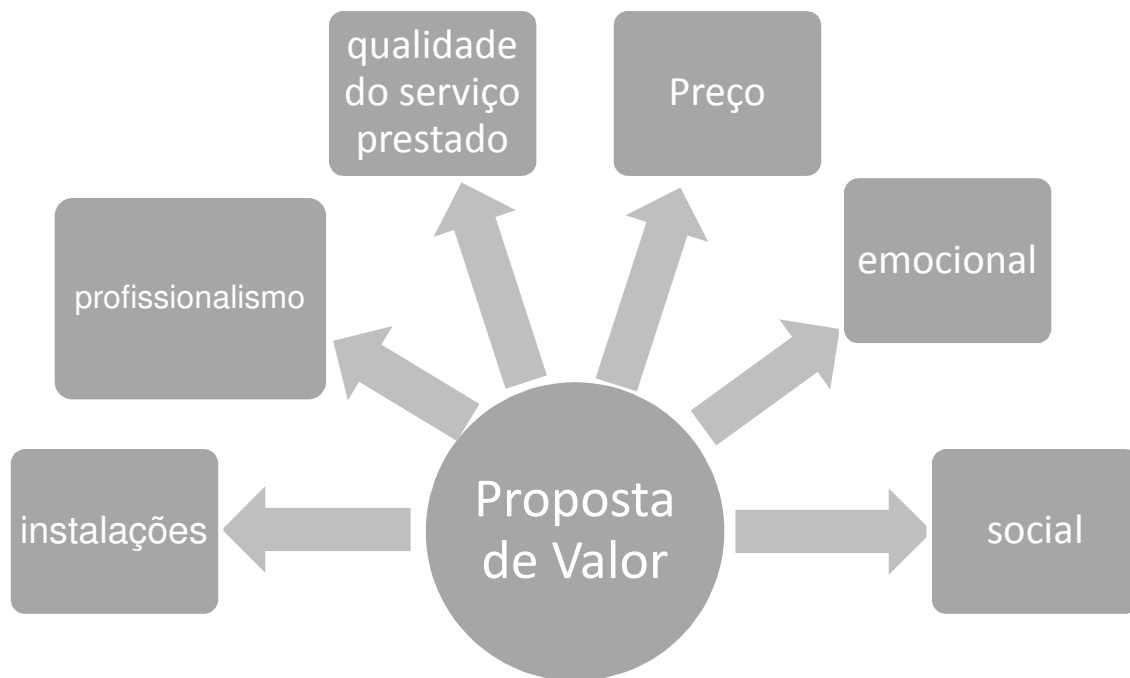 qualidade
do serviço
prestado
Preço
emocional
profissionalismo
Proposta
de Valor
instalações
social